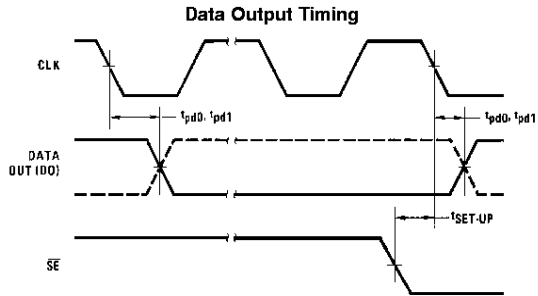 Data Output Timing
CLK
tpd0, tpd1
tpd0, tpd1
DATA
OUT (DO)
tSET-UP
SE